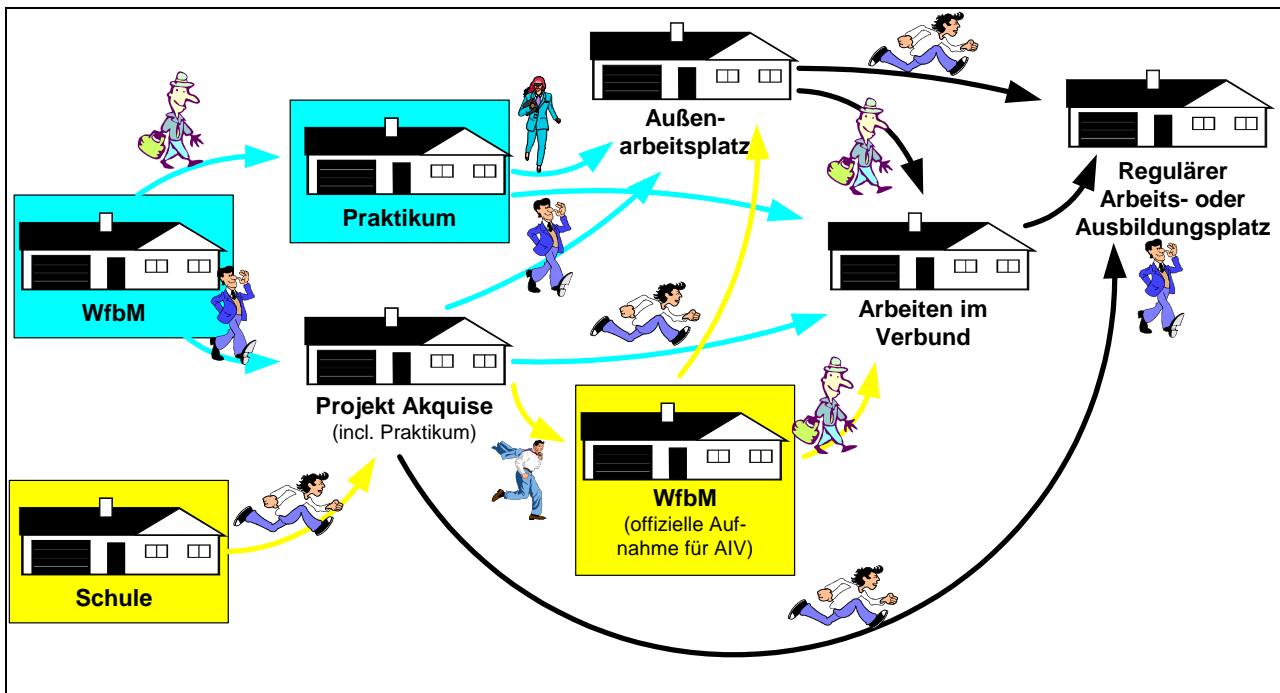 Außen-
arbeitsplatz
Regulärer
Arbeits- oder
Ausbildungsplatz
Praktikum
WfbM
Arbeiten im
Verbund
Projekt Akquise
(incl. Praktikum)
WfbM
(offizielle Auf-
nahme für AIV)
Schule